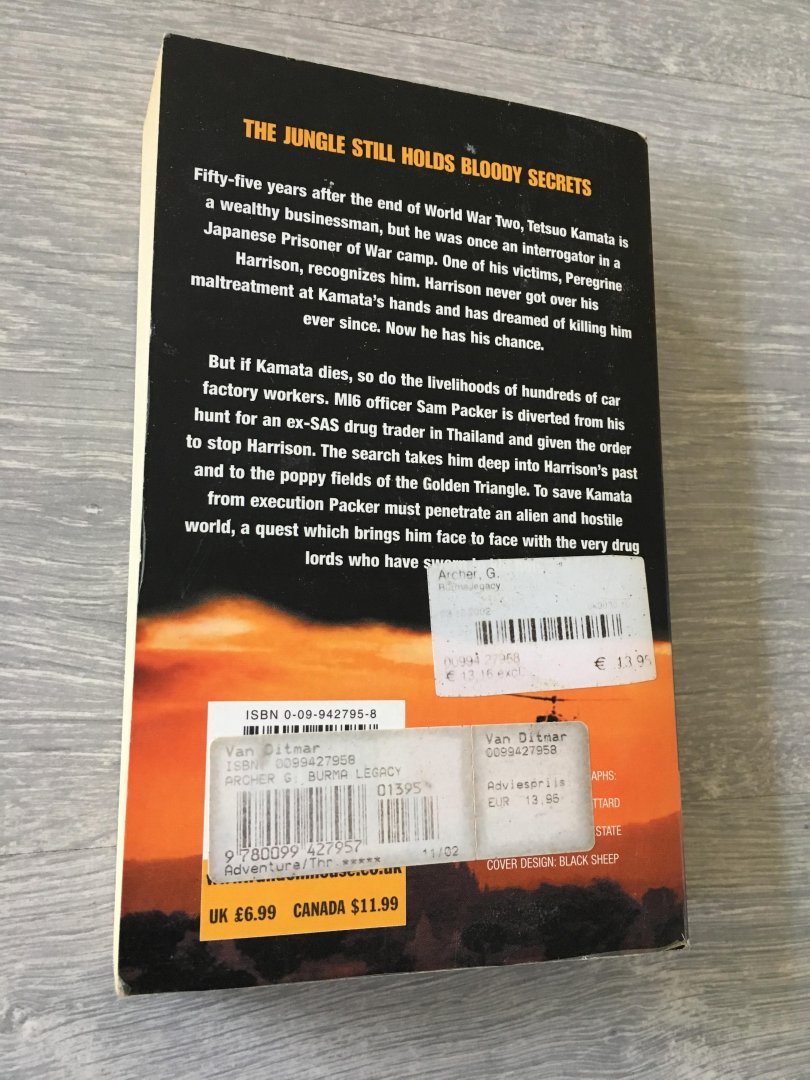 THE JUNGLE STILL HOLDS BLOODY SECRETS
Fifty-five years after the end of World War Two, Tetsuo Kamata is
a wealthy businessman, but he was once an interrogator in a
Japanese Prisoner of War camp. One of his victims, Peregrine
Harrison, recognizes him. Harrison never got over his
maltreatment at Kamata's hands and has dreamed of killing him
ever since. Now he has his chance.
But if Kamata dies, so do the livelihoods of hundreds of car
factory workers. MI6 officer Sam Packer is diverted from his
hunt for an ex-SAS drug trader in Thailand and given the order
to stop Harrison. The search takes him deep into Harrison's past
and to the poppy fields of the Golden Triangle. To save Kamata
from execution Packer must penetrate an alien and hostile
world, a quest which brings him face to face with the very drug
lords who have
Archer, G.
Burmalegacy
0099427958
€ 13,95
€ 13,16 excl.
ISBN 0-09-942795-8
Van Ditmar
ISBN: 0099427958
ARCHER G: BURMA LEGACY
01395
9 780099 427957
Adventure/Thr.*****
11/02
Van Ditmar
0099427958
Adviesprijs
EUR 13,95
APHS:
TTARD
ESTATE
COVER DESIGN: BLACK SHEEP
UK £6.99 CANADA $11.99